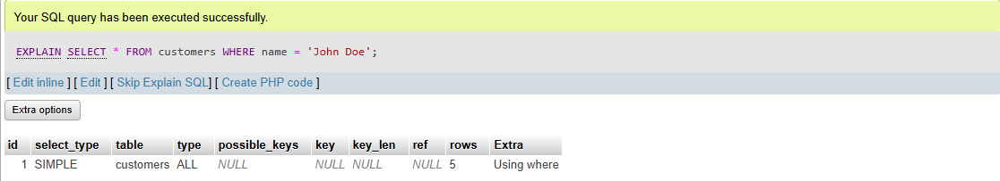 Your SQL query has been executed successfully.
EXPLAIN SELECT * FROM customers WHERE name = 'John Doe';
[ Edit inline ] [ Edit ] [ Skip Explain SQL] [ Create PHP code ]
Extra options
id select_type table type possible_keys key key_len ref rows Extra
1 SIMPLE customers ALL NULL NULL NULL NULL 5 Using where